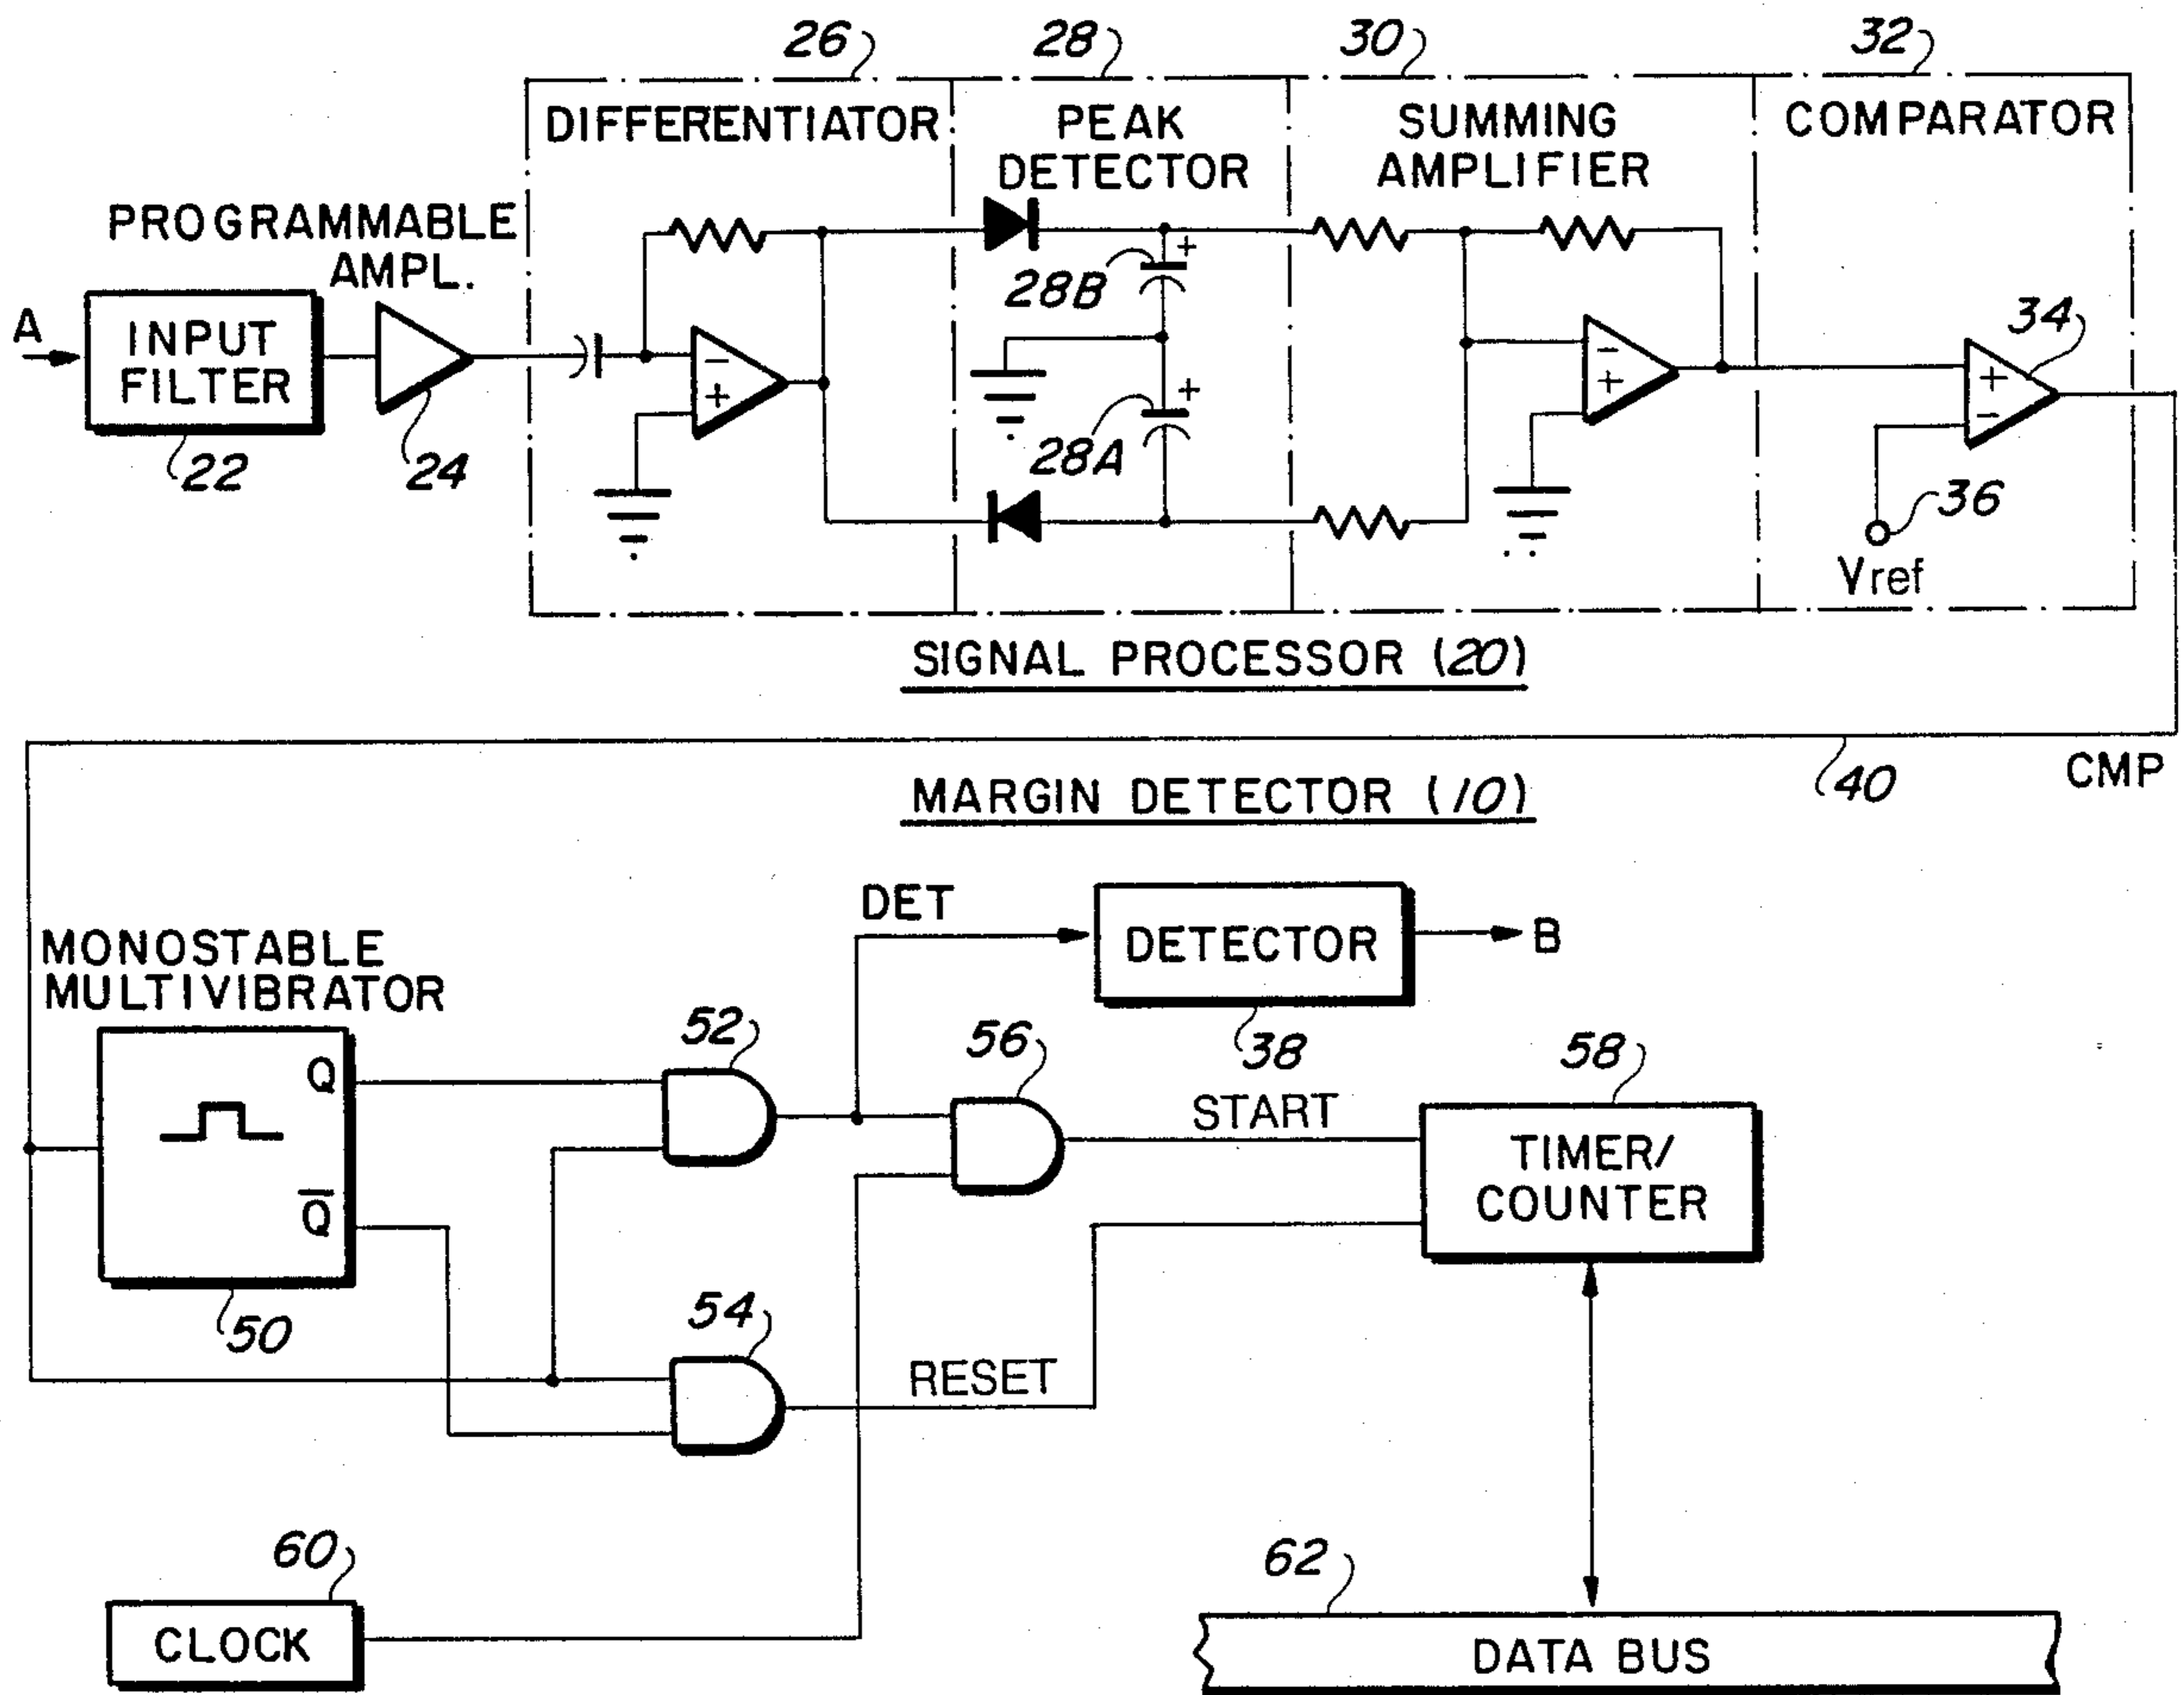 26
28
30
32
DIFFERENTIATOR
PEAK
DETECTOR
SUMMING
AMPLIFIER
COMPARATOR
PROGRAMMABLE
AMPL.
A
INPUT
FILTER
22
24
−
+
+
28B
+
28A
−
+
34
+
−
36
Vref
SIGNAL PROCESSOR (20)
40
CMP
MARGIN DETECTOR (10)
DET
DETECTOR
B
38
MONOSTABLE
MULTIVIBRATOR
Q
Q̅
50
52
54
56
START
58
TIMER/
COUNTER
RESET
60
CLOCK
62
DATA BUS